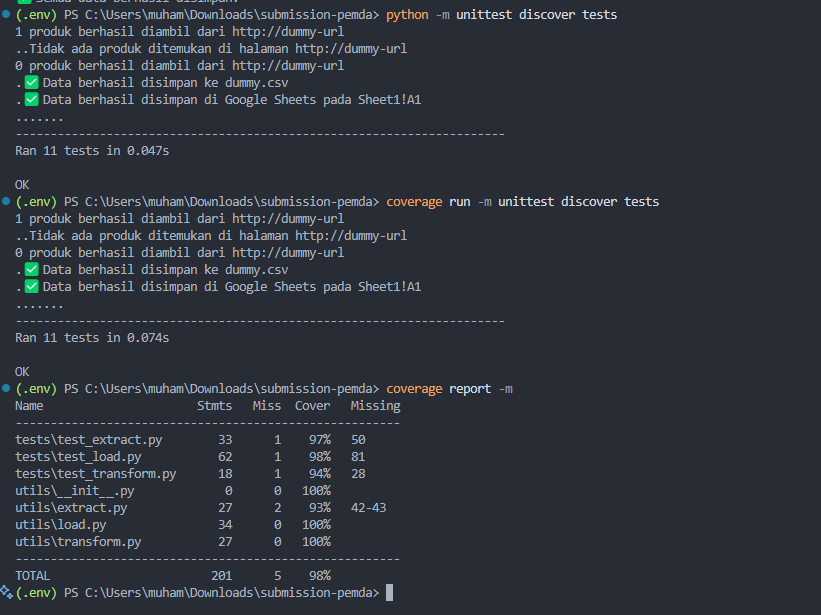 (.env) PS C:\Users\muham\Downloads\submission-pemda> python -m unittest discover tests
1 produk berhasil diambil dari http://dummy-url
..Tidak ada produk ditemukan di halaman http://dummy-url
0 produk berhasil diambil dari http://dummy-url
.✅ Data berhasil disimpan ke dummy.csv
.✅ Data berhasil disimpan di Google Sheets pada Sheet1!A1
.......
----------------------------------------------------------------------
Ran 11 tests in 0.047s
OK
(.env) PS C:\Users\muham\Downloads\submission-pemda> coverage run -m unittest discover tests
1 produk berhasil diambil dari http://dummy-url
..Tidak ada produk ditemukan di halaman http://dummy-url
0 produk berhasil diambil dari http://dummy-url
.✅ Data berhasil disimpan ke dummy.csv
.✅ Data berhasil disimpan di Google Sheets pada Sheet1!A1
.......
----------------------------------------------------------------------
Ran 11 tests in 0.074s
OK
(.env) PS C:\Users\muham\Downloads\submission-pemda> coverage report -m
Name                      Stmts   Miss  Cover   Missing
-------------------------------------------------------
tests\test_extract.py        33      1    97%   50
tests\test_load.py           62      1    98%   81
tests\test_transform.py      18      1    94%   28
utils\__init__.py             0      0   100%
utils\extract.py             27      2    93%   42-43
utils\load.py                34      0   100%
utils\transform.py           27      0   100%
-------------------------------------------------------
TOTAL                       201      5    98%
(.env) PS C:\Users\muham\Downloads\submission-pemda>